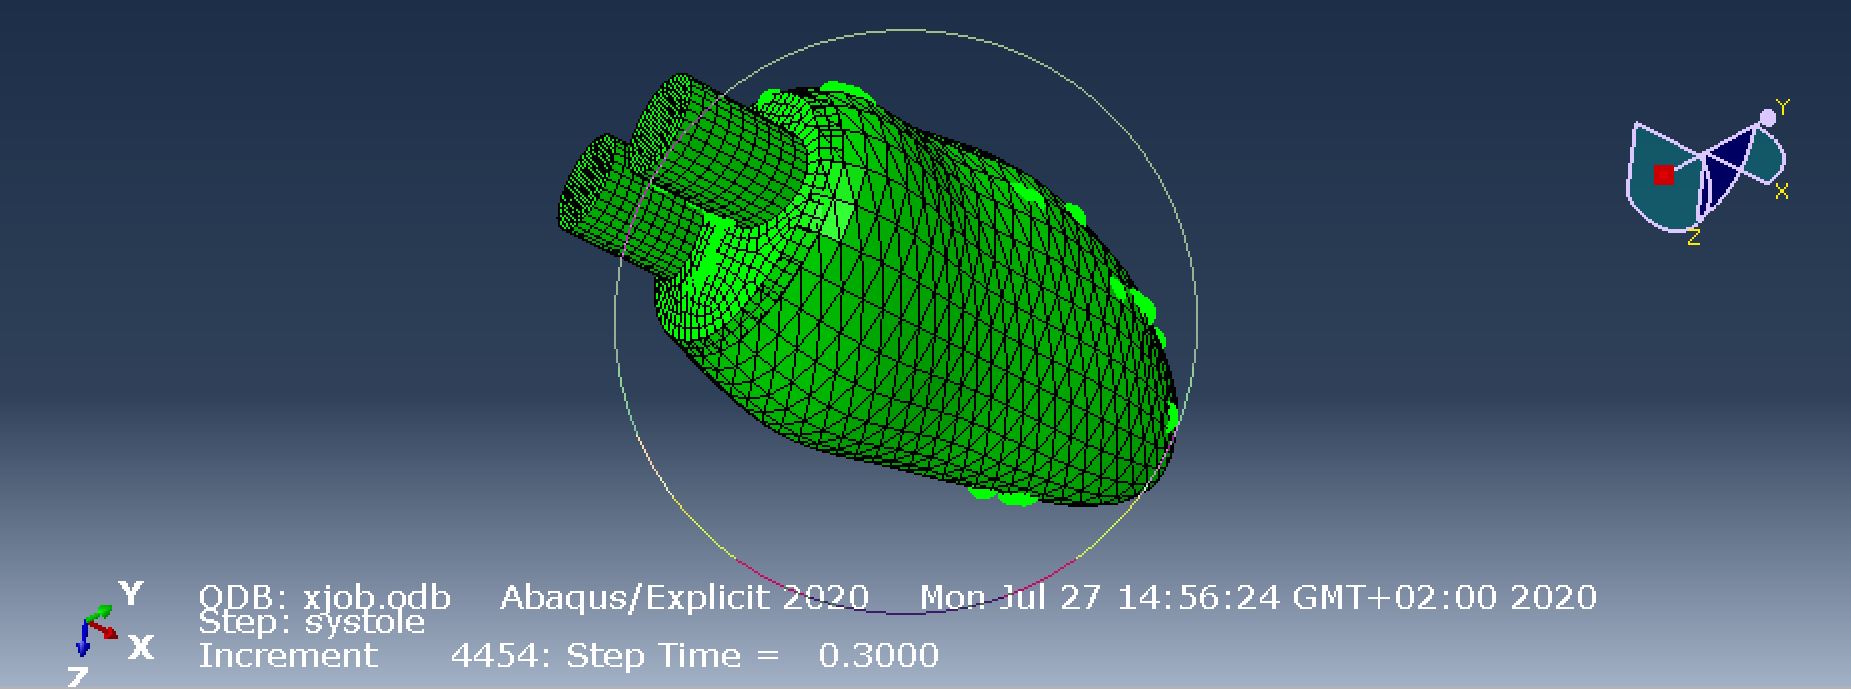 Y
X
Z
Y
X
Z
ODB: xjob.odb    Abaqus/Explicit 2020    Mon Jul 27 14:56:24 GMT+02:00 2020
Step: systole
Increment    4454: Step Time =    0.3000